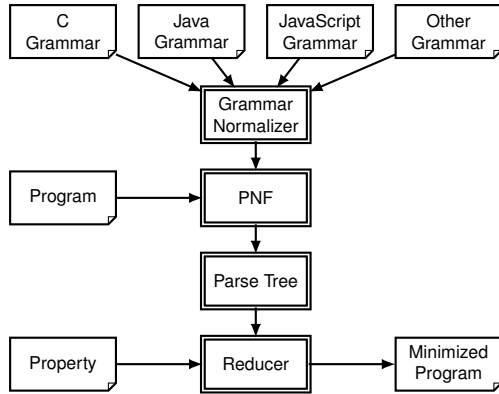 C
Grammar
Java
Grammar
JavaScript
Grammar
Other
Grammar
Grammar
Normalizer
Program
PNF
Parse Tree
Property
Reducer
Minimized
Program